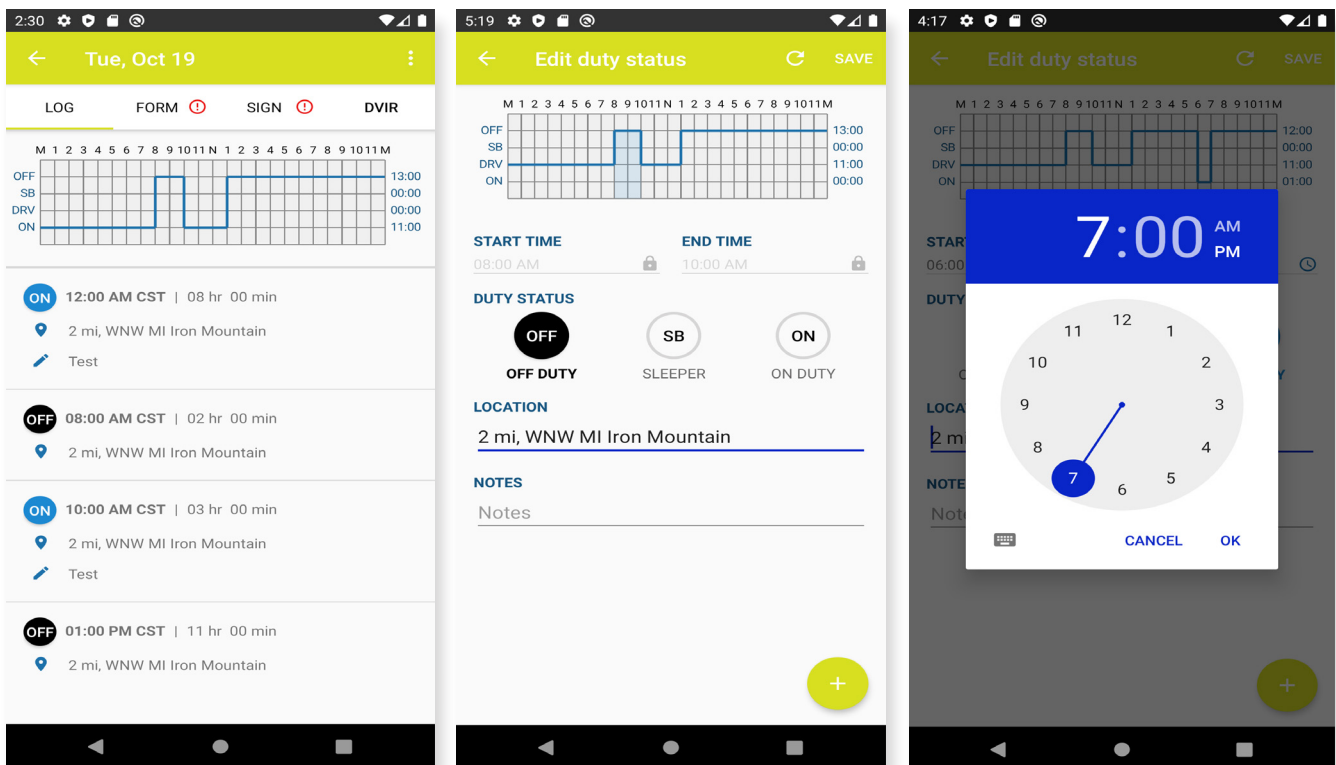 2:30
Tue, Oct 19
LOG FORM SIGN DVIR
M 1 2 3 4 5 6 7 8 9 10 11 N 1 2 3 4 5 6 7 8 9 10 11 M
OFF 13:00
SB 00:00
DRV 00:00
ON 11:00
ON 12:00 AM CST | 08 hr 00 min
2 mi, WNW MI Iron Mountain
Test
OFF 08:00 AM CST | 02 hr 00 min
2 mi, WNW MI Iron Mountain
ON 10:00 AM CST | 03 hr 00 min
2 mi, WNW MI Iron Mountain
Test
OFF 01:00 PM CST | 11 hr 00 min
2 mi, WNW MI Iron Mountain
5:19
Edit duty status SAVE
M 1 2 3 4 5 6 7 8 9 10 11 N 1 2 3 4 5 6 7 8 9 10 11 M
OFF 13:00
SB 00:00
DRV 11:00
ON 00:00
START TIME END TIME
08:00 AM 10:00 AM
DUTY STATUS
OFF SB ON
OFF DUTY SLEEPER ON DUTY
LOCATION
2 mi, WNW MI Iron Mountain
NOTES
Notes
+
4:17
Edit duty status SAVE
M 1 2 3 4 5 6 7 8 9 10 11 N 1 2 3 4 5 6 7 8 9 10 11 M
OFF 12:00
SB 00:00
DRV 11:00
ON 01:00
7:00 AM
PM
STAR
06:00
DUTY
12
11 1
10 2
9 3
8 4
7 5
6
C Y
LOCA
2 m
NOTE
Not
CANCEL OK
+